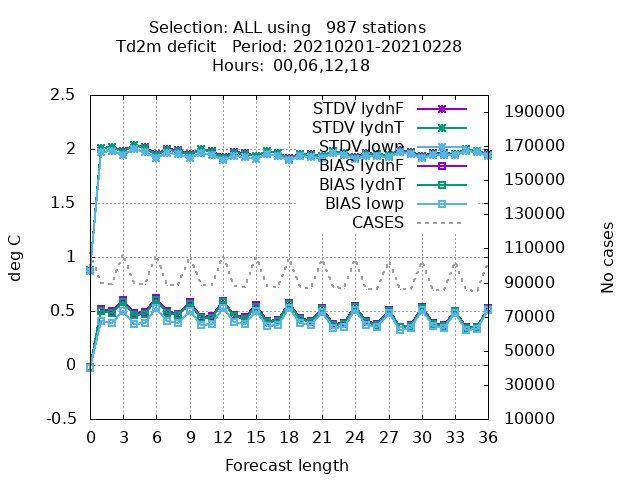 Selection: ALL using   987 stations
Td2m deficit   Period: 20210201-20210228
Hours:  00,06,12,18
2.5
2
1.5
1
0.5
0
-0.5
deg C
190000
170000
150000
130000
110000
90000
70000
50000
30000
10000
No cases
STDV lydnF
STDV lydnT
STDV lowp
BIAS lydnF
BIAS lydnT
BIAS lowp
CASES
0 3 6 9 12 15 18 21 24 27 30 33 36
Forecast length